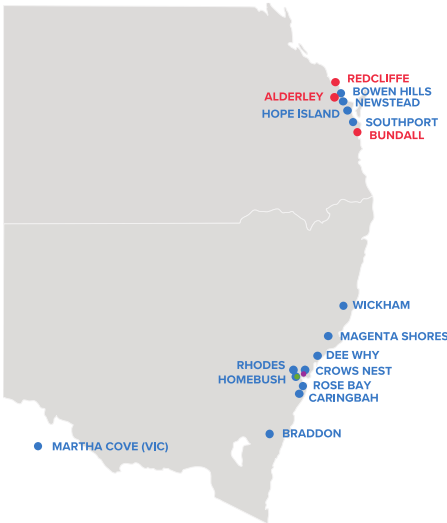 REDCLIFFE
BOWEN HILLS
ALDERLEY
NEWSTEAD
HOPE ISLAND
SOUTHPORT
BUNDALL
WICKHAM
MAGENTA SHORES
DEE WHY
RHODES
CROWS NEST
HOMEBUSH
ROSE BAY
CARINGBAH
BRADDON
MARTHA COVE (VIC)